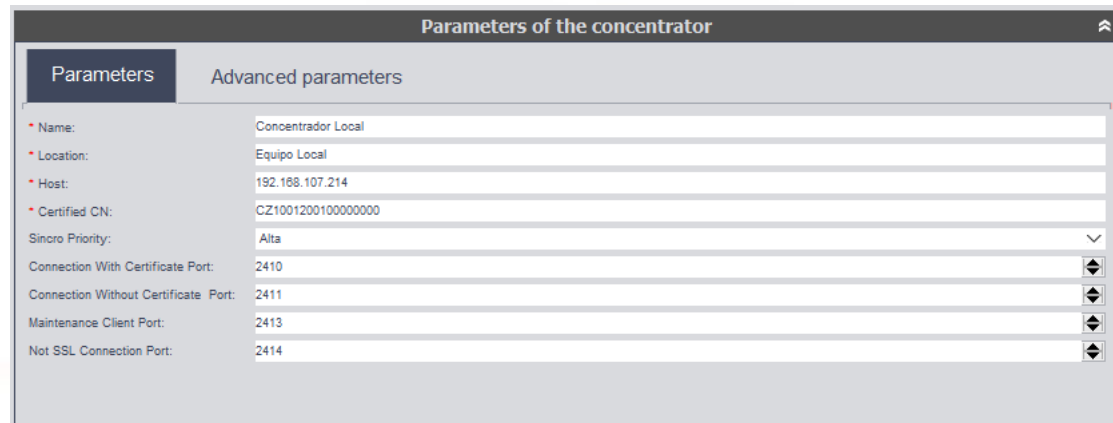 Parameters of the concentrator
Parameters Advanced parameters
* Name: Concentrador Local
* Location: Equipo Local
* Host: 192.168.107.214
* Certified CN: CZ1001200100000000
Sincro Priority: Alta
Connection With Certificate Port: 2410
Connection Without Certificate Port: 2411
Maintenance Client Port: 2413
Not SSL Connection Port: 2414